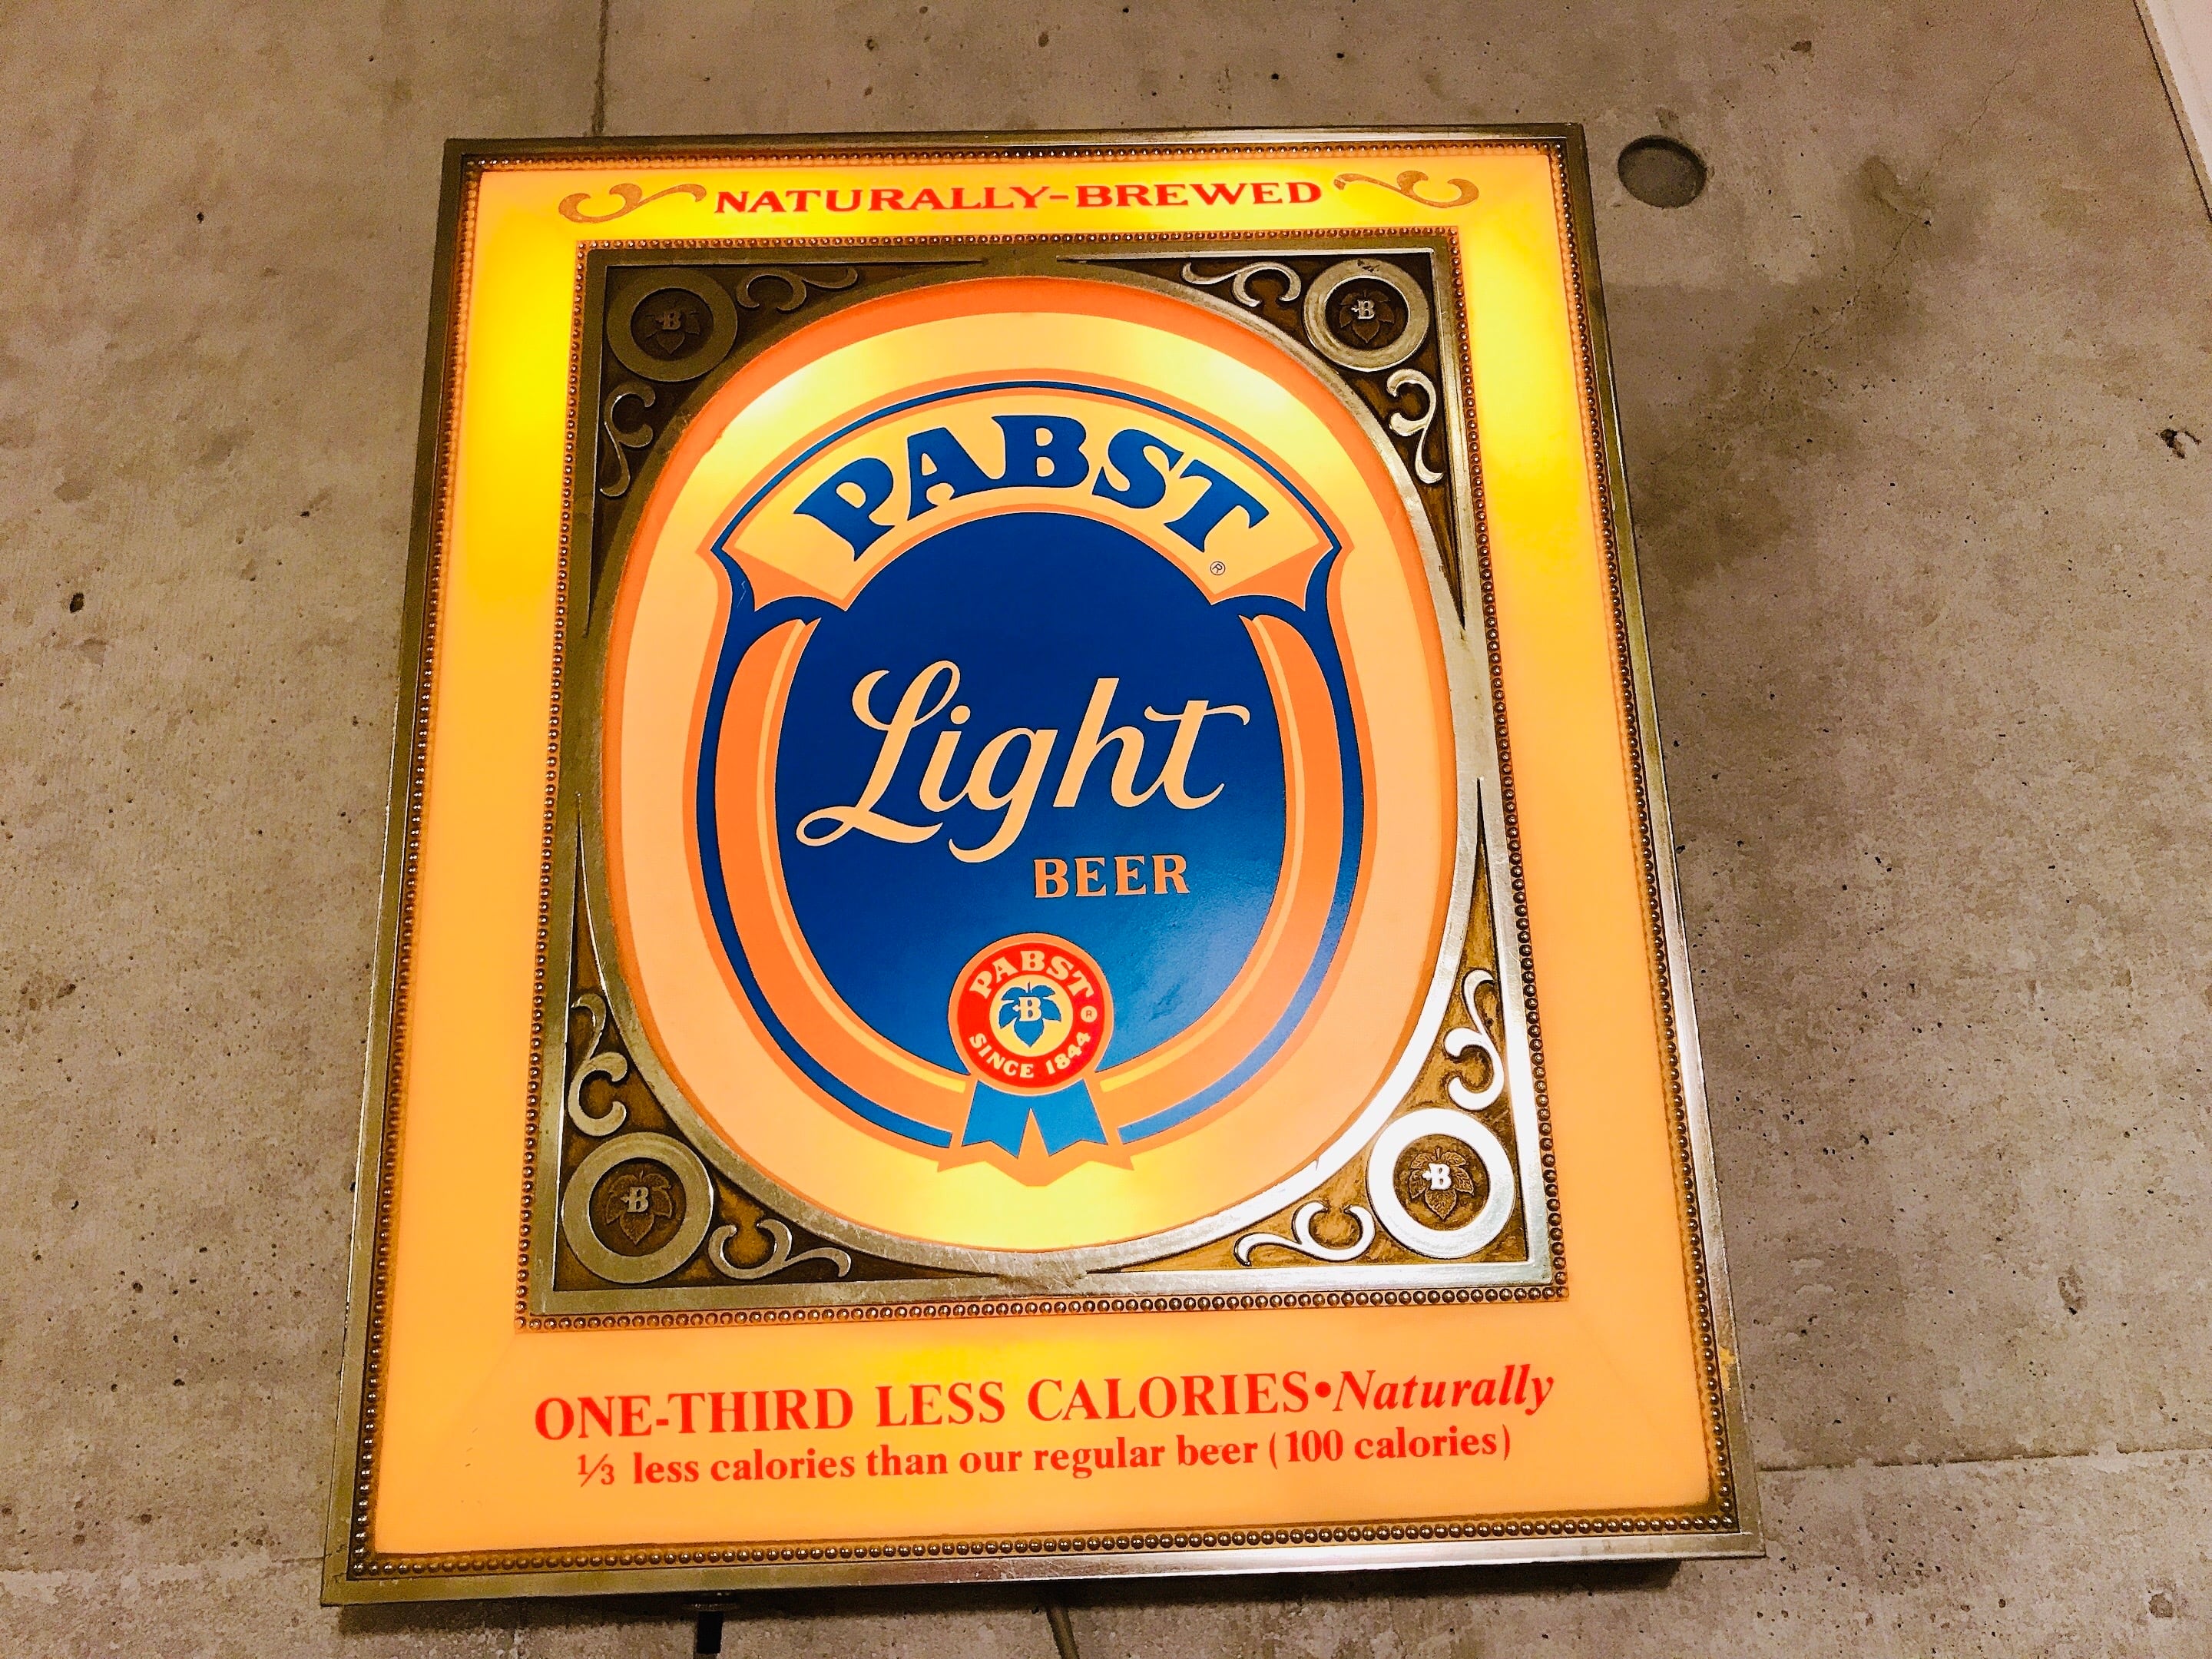 NATURALLY-BREWED
B
B
PABST
®
Light
BEER
PABST ®
B
SINCE 1844
B
B
ONE-THIRD LESS CALORIES•Naturally
⅓ less calories than our regular beer (100 calories)